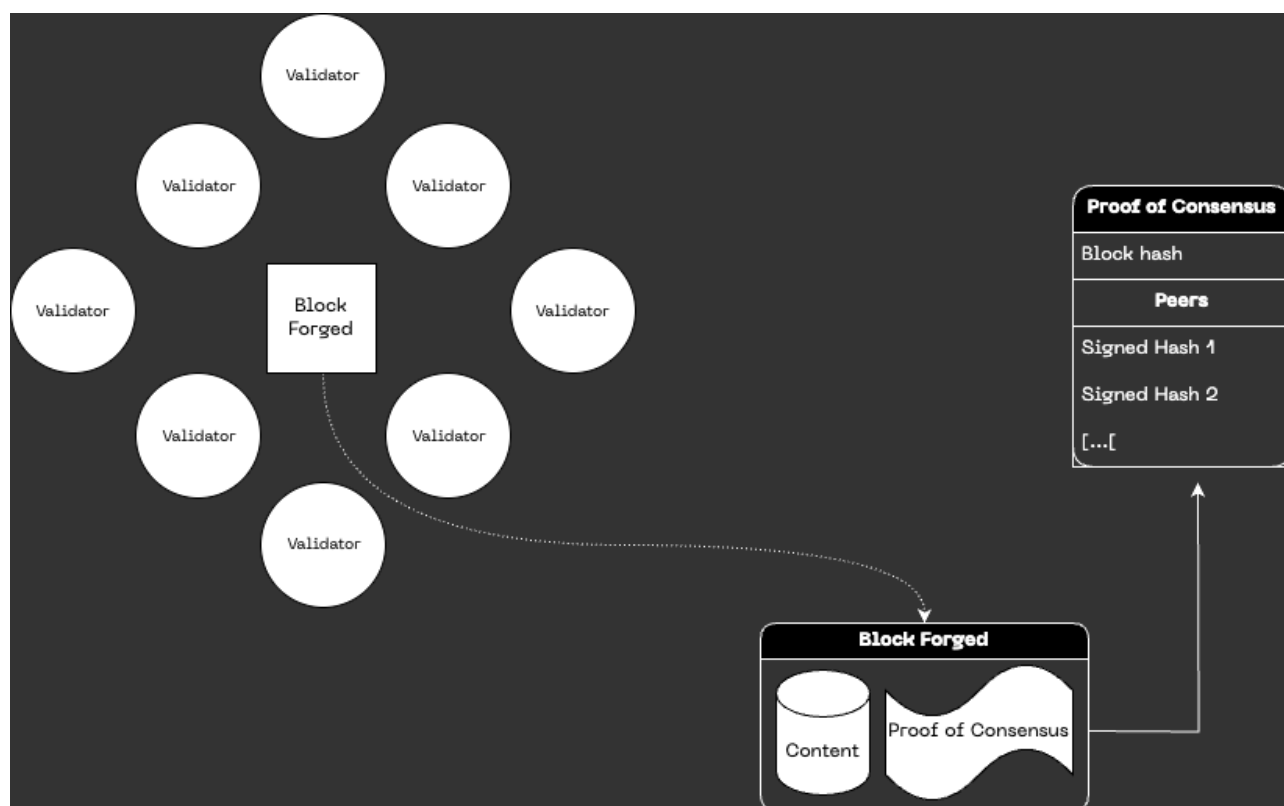 Validator
Validator
Validator
Validator
Block
Forged
Validator
Validator
Validator
Validator
Proof of Consensus
Block hash
Peers
Signed Hash 1
Signed Hash 2
[...[
Block Forged
Content
Proof of Consensus